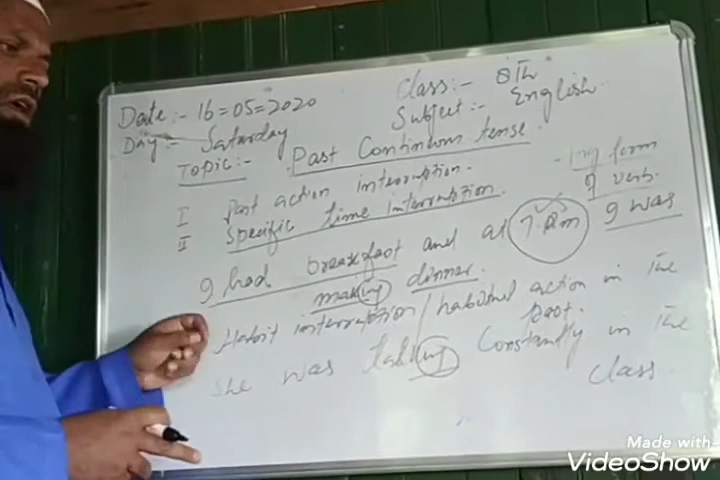 Date :- 16=05=2020
Class:- 8Th
Day :- Saturday
Subject :- English
Topic :- Past Continuous tense
I Past action interruption.
- Ing form of verb.
II Specific time interruption.
I had breakfast and at 7 Am I was
making dinner.
Habit interruption / habitual action in The
past.
She was talking constantly in The
class
Made with
VideoShow